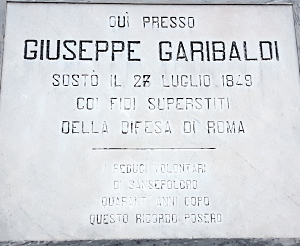 QUI PRESSO
GIUSEPPE GARIBALDI
SOSTÒ IL 27 LUGLIO 1849
CO' FIDI SUPERSTITI
DELLA DIFESA DI ROMA
I REDUCI VOLONTARI
DI SANSEPOLCRO
QUARANT'ANNI DOPO
QUESTO RICORDO POSERO